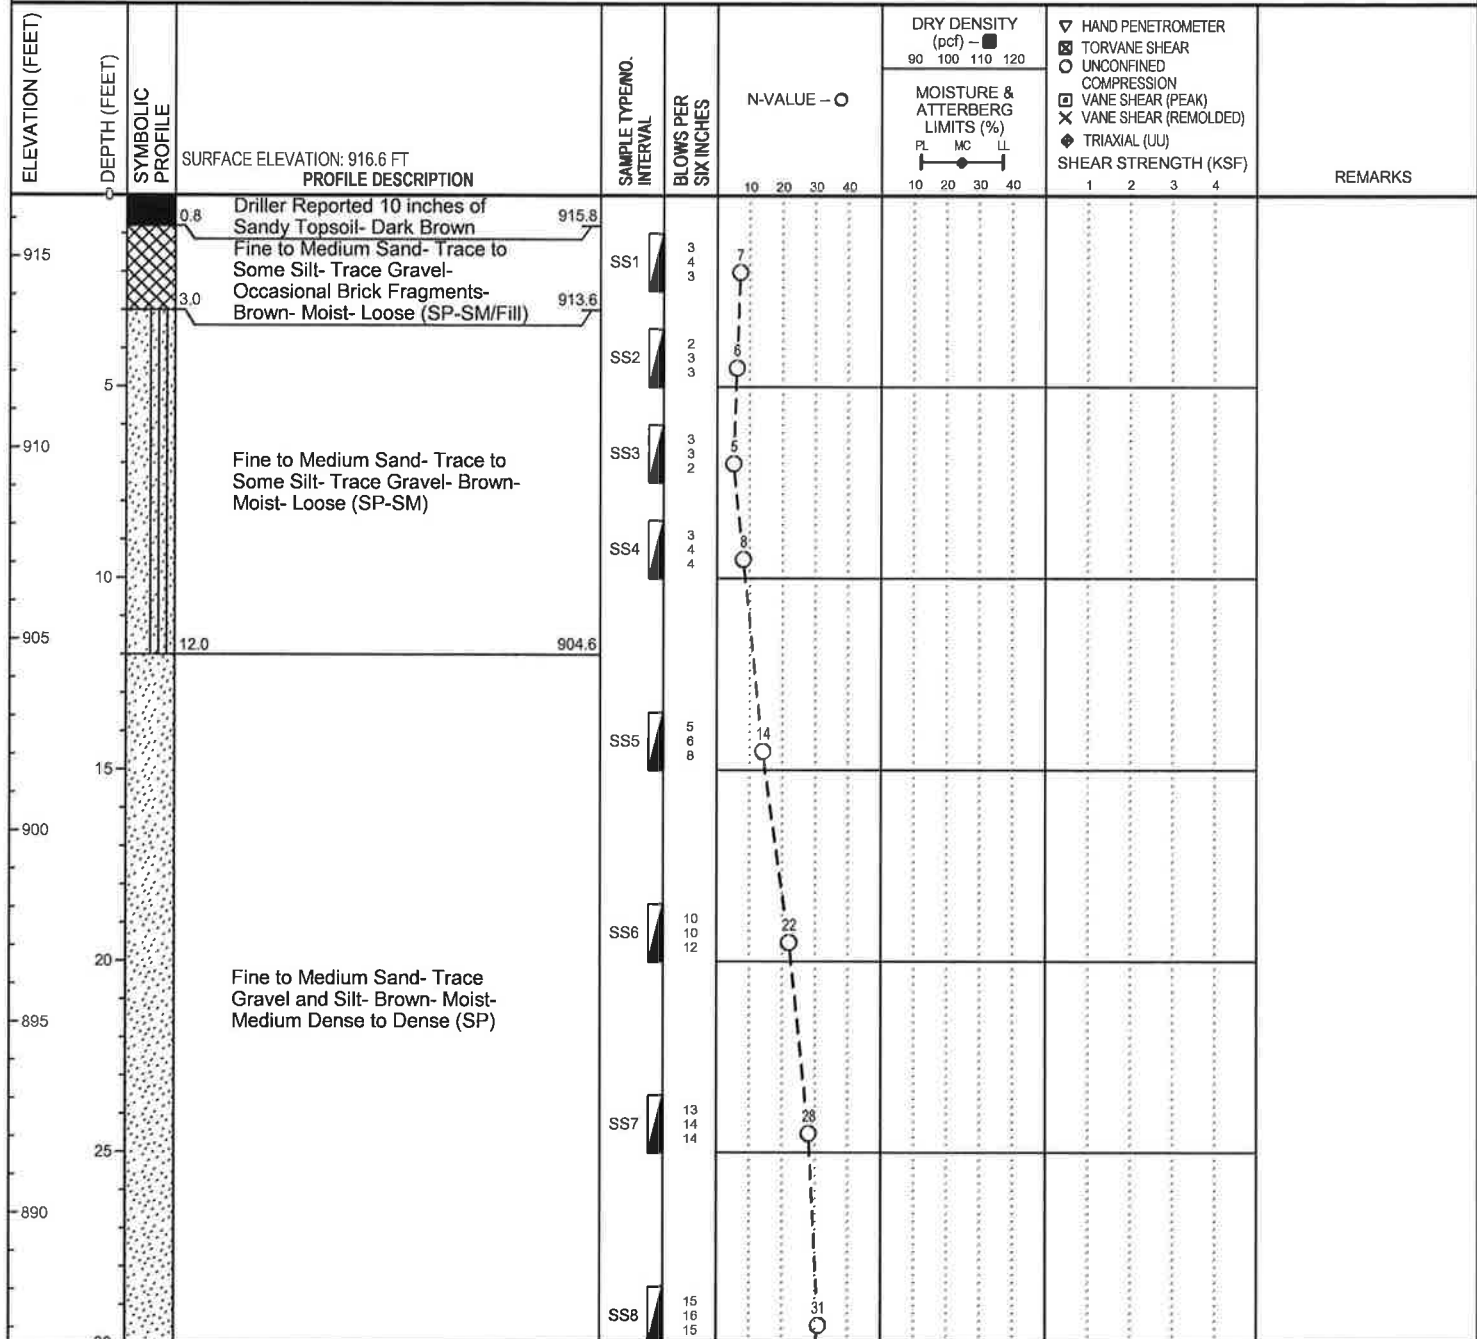 ELEVATION (FEET)
DEPTH (FEET)
SYMBOLIC
PROFILE
SURFACE ELEVATION: 916.6 FT
PROFILE DESCRIPTION
SAMPLE TYPE/NO.
INTERVAL
BLOWS PER
SIX INCHES
N-VALUE – O
10 20 30 40
DRY DENSITY
(pcf) – ■
90 100 110 120
MOISTURE &
ATTERBERG
LIMITS (%)
PL MC LL
10 20 30 40
▽ HAND PENETROMETER
TORVANE SHEAR
UNCONFINED
COMPRESSION
VANE SHEAR (PEAK)
VANE SHEAR (REMOLDED)
TRIAXIAL (UU)
SHEAR STRENGTH (KSF)
1 2 3 4
REMARKS
0
0.8 Driller Reported 10 inches of 915.8
Sandy Topsoil- Dark Brown
Fine to Medium Sand- Trace to
Some Silt- Trace Gravel-
Occasional Brick Fragments-
3.0 Brown- Moist- Loose (SP-SM/Fill) 913.6
915
SS1
3
4
3
7
SS2
2
3
3
6
5
910
SS3
3
3
2
5
Fine to Medium Sand- Trace to
Some Silt- Trace Gravel- Brown-
Moist- Loose (SP-SM)
SS4
3
4
4
8
10
905
12.0 904.6
SS5
5
6
8
14
15
900
SS6
10
10
12
22
20
Fine to Medium Sand- Trace
Gravel and Silt- Brown- Moist-
Medium Dense to Dense (SP)
895
SS7
13
14
14
28
25
890
SS8
15
16
15
31